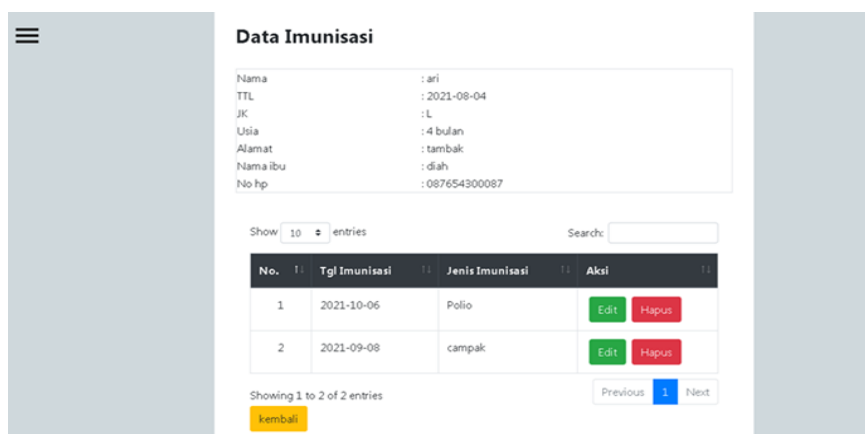 Data Imunisasi
Nama : ari
TTL : 2021-08-04
JK : L
Usia : 4 bulan
Alamat : tambak
Nama ibu : diah
No hp : 087654300087
Show 10 entries Search:
No. Tgl Imunisasi Jenis Imunisasi Aksi
1 2021-10-06 Polio Edit Hapus
2 2021-09-08 campak Edit Hapus
Showing 1 to 2 of 2 entries Previous 1 Next
kembali